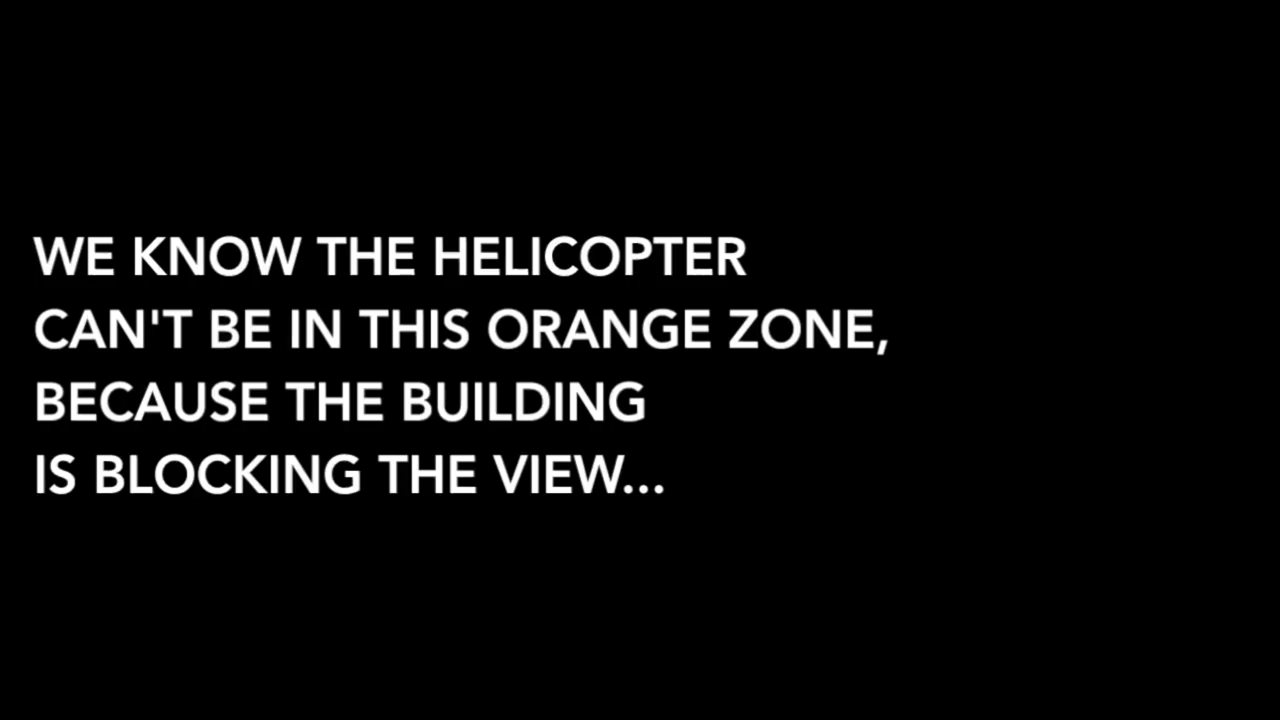 WE KNOW THE HELICOPTER
CAN'T BE IN THIS ORANGE ZONE,
BECAUSE THE BUILDING
IS BLOCKING THE VIEW...